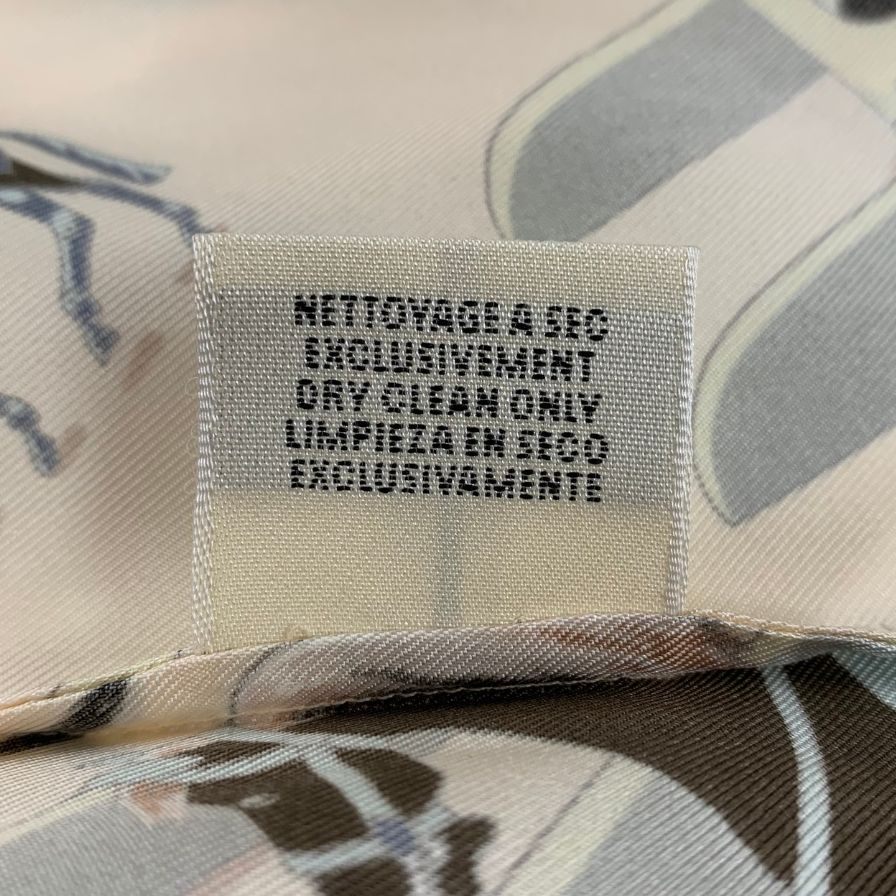 NETTOYAGE A SEC
EXCLUSIVEMENT
DRY CLEAN ONLY
LIMPIEZA EN SECO
EXCLUSIVAMENTE